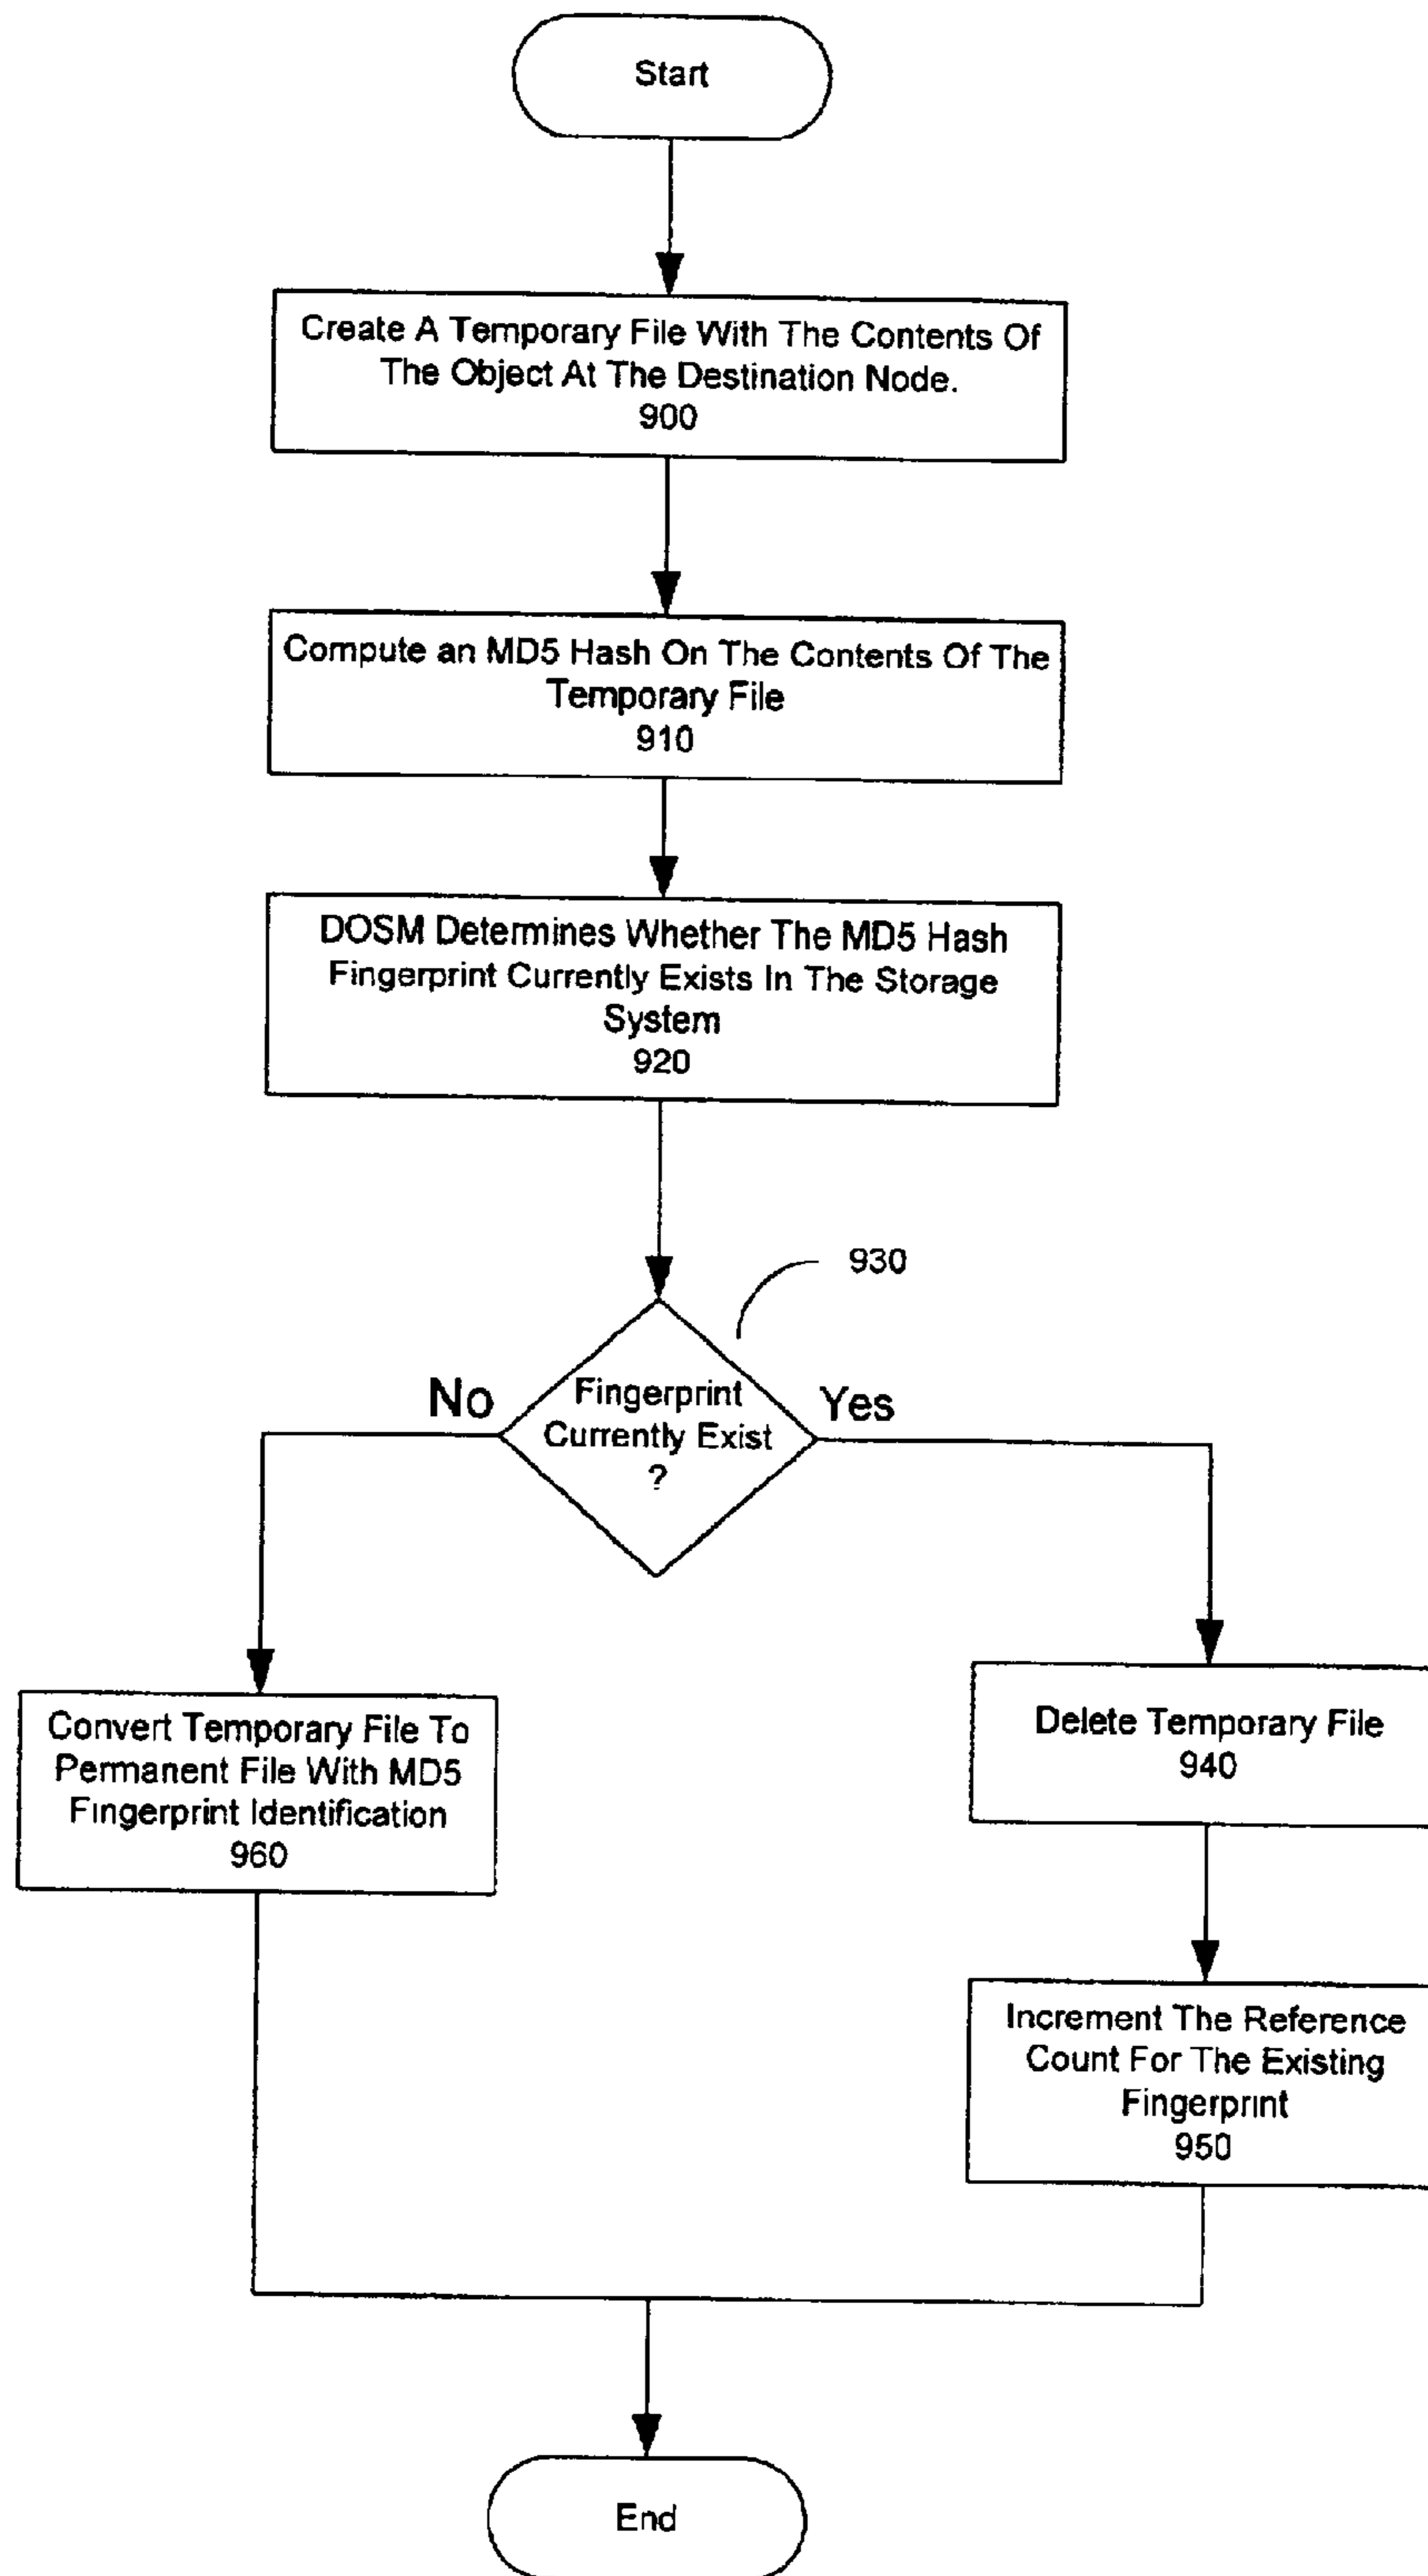 Start
Create A Temporary File With The Contents Of
The Object At The Destination Node.
900
Compute an MD5 Hash On The Contents Of The
Temporary File
910
DOSM Determines Whether The MD5 Hash
Fingerprint Currently Exists In The Storage
System
920
930
No
Fingerprint
Currently Exist
?
Yes
Convert Temporary File To
Permanent File With MD5
Fingerprint Identification
960
Delete Temporary File
940
Increment The Reference
Count For The Existing
Fingerprint
950
End